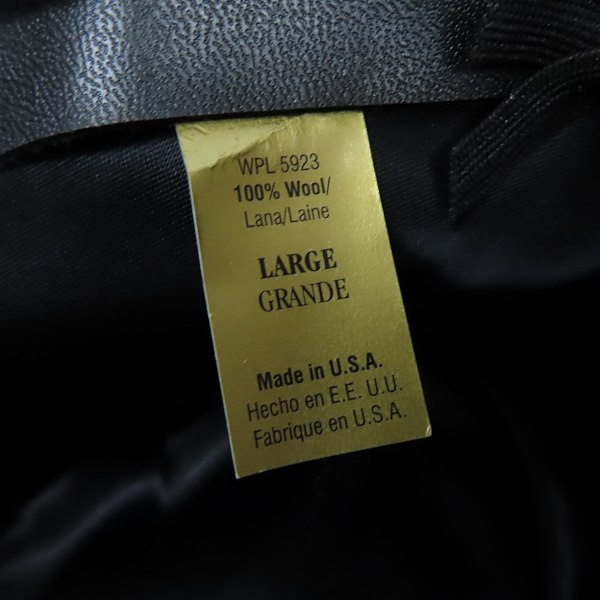 WPL 5923
100% Wool/
Lana/Laine
LARGE
GRANDE
Made in U.S.A.
Hecho en E.E. U.U.
Fabrique en U.S.A.